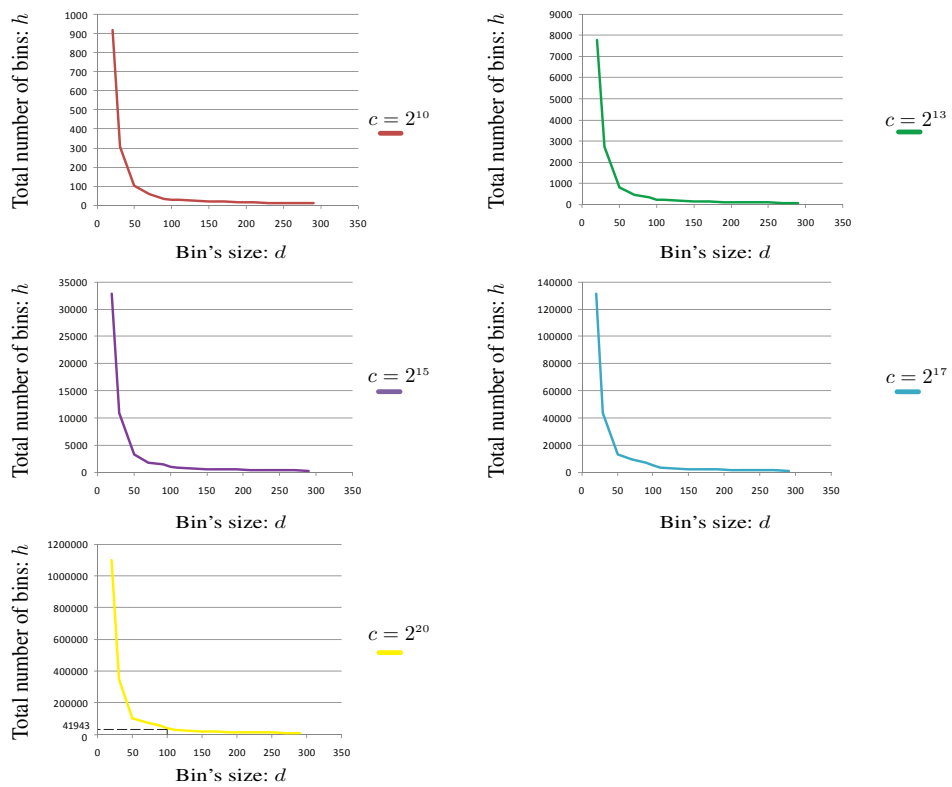 Total number of bins: h
1000
900
800
700
600
500
400
300
200
100
0
0 50 100 150 200 250 300 350
Bin's size: d
c = 2^10
Total number of bins: h
9000
8000
7000
6000
5000
4000
3000
2000
1000
0
0 50 100 150 200 250 300 350
Bin's size: d
c = 2^13
Total number of bins: h
35000
30000
25000
20000
15000
10000
5000
0
0 50 100 150 200 250 300 350
Bin's size: d
c = 2^15
Total number of bins: h
140000
120000
100000
80000
60000
40000
20000
0
0 50 100 150 200 250 300 350
Bin's size: d
c = 2^17
Total number of bins: h
1200000
1000000
800000
600000
400000
200000
41943
0
0 50 100 150 200 250 300 350
Bin's size: d
c = 2^20